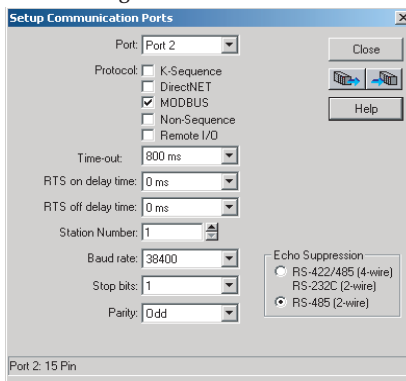 Setup Communication Ports
Port: Port 2
Close
Protocol: K-Sequence
DirectNET
MODBUS
Non-Sequence
Remote I/O
Help
Time-out: 800 ms
RTS on delay time: 0 ms
RTS off delay time: 0 ms
Station Number: 1
Baud rate: 38400
Stop bits: 1
Parity: Odd
Echo Suppression
RS-422/485 (4-wire)
RS-232C (2-wire)
RS-485 (2-wire)
Port 2: 15 Pin